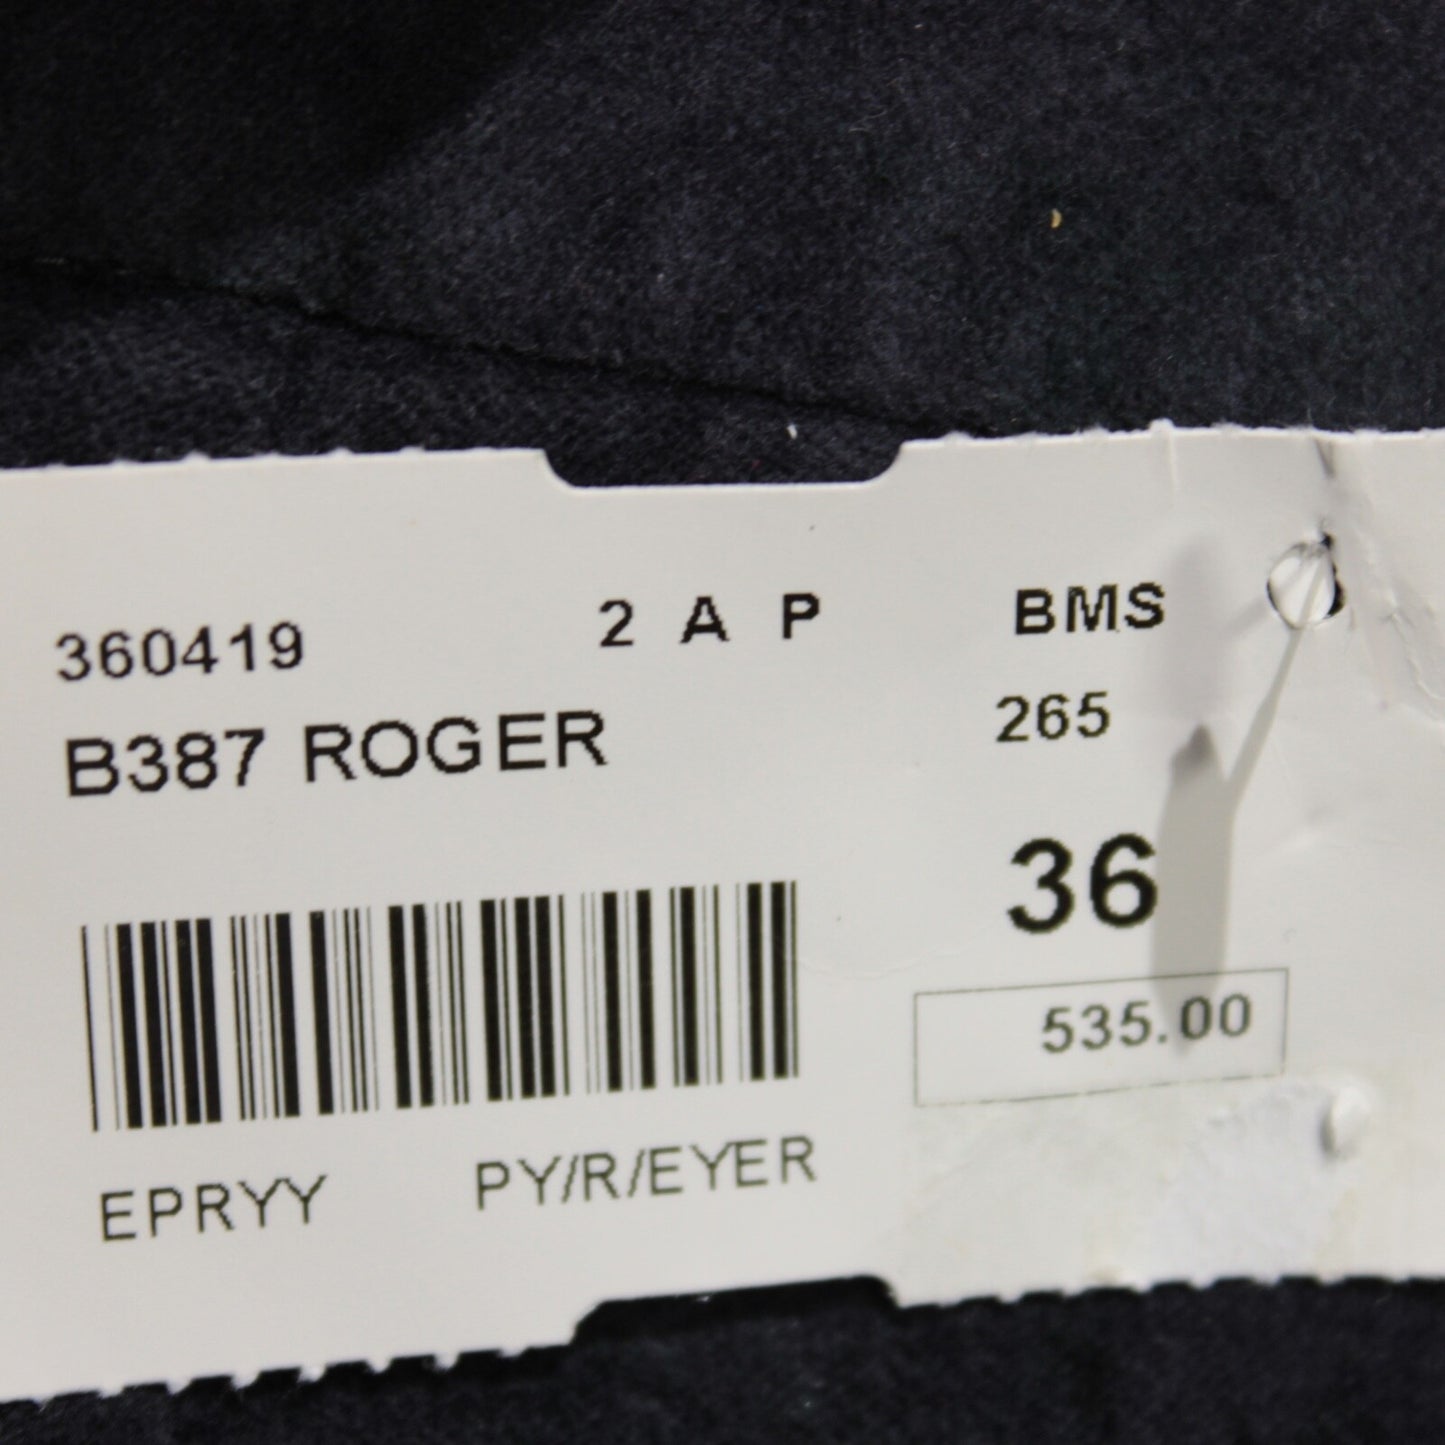 360419 2 A P BMS
B387 ROGER 265
36
535.00
EPRYY PY/R/EYER